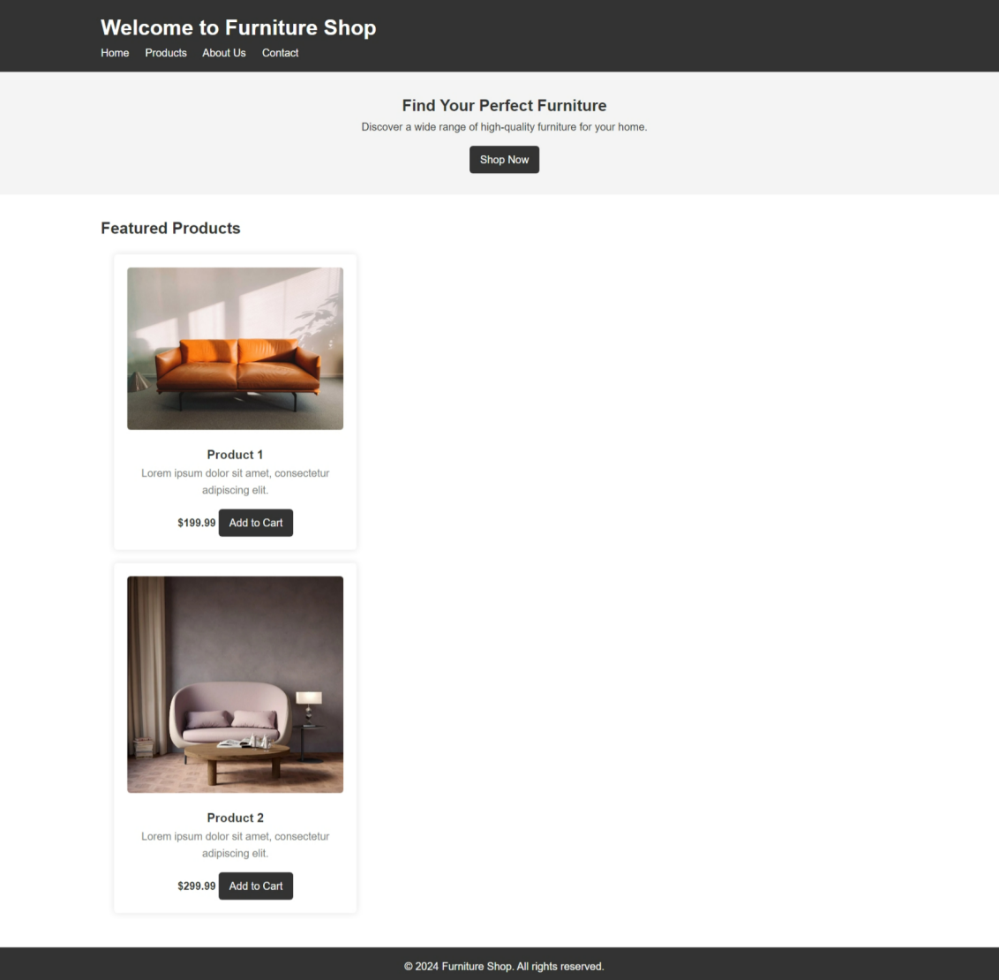 Welcome to Furniture Shop
Home Products About Us Contact
Find Your Perfect Furniture
Discover a wide range of high-quality furniture for your home.
Shop Now
Featured Products
Product 1
Lorem ipsum dolor sit amet, consectetur
adipiscing elit.
$199.99 Add to Cart
Product 2
Lorem ipsum dolor sit amet, consectetur
adipiscing elit.
$299.99 Add to Cart
© 2024 Furniture Shop. All rights reserved.